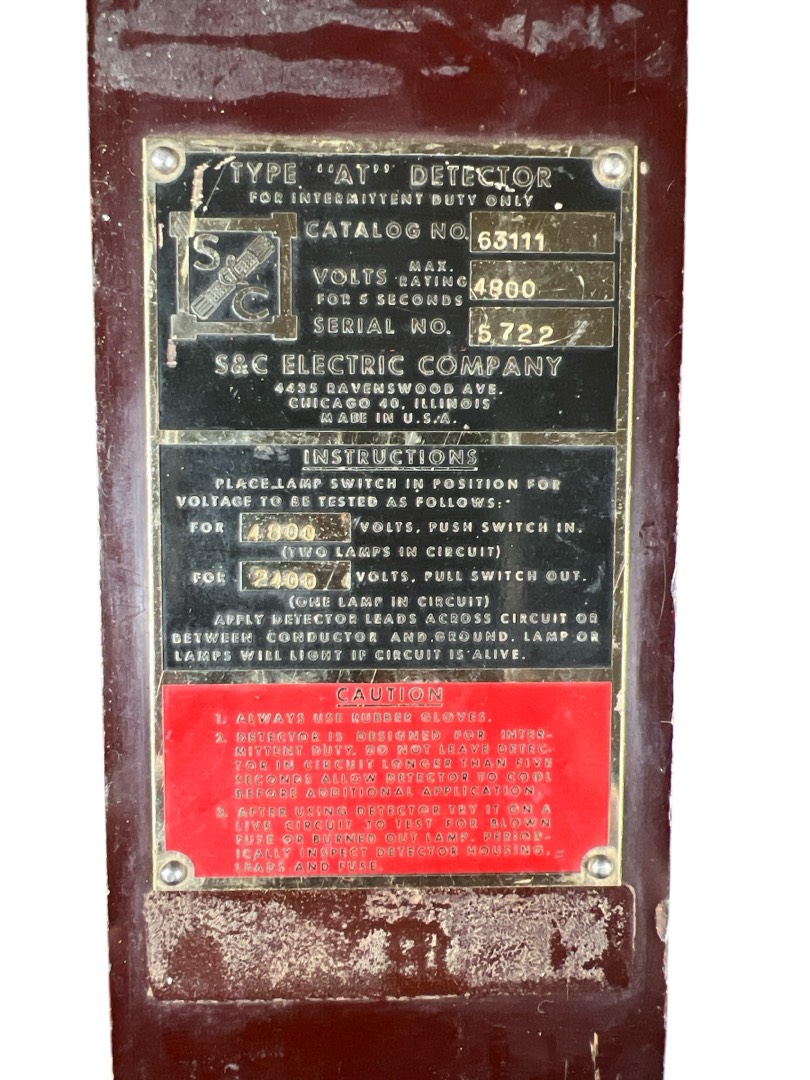 TYPE "AT" DETECTOR
FOR INTERMITTENT DUTY ONLY
S
C
CATALOG NO. 63111
VOLTS MAX. RATING 4800
FOR 5 SECONDS
SERIAL NO. 5722
S&C ELECTRIC COMPANY
4435 RAVENSWOOD AVE.
CHICAGO 40, ILLINOIS
MADE IN U.S.A.
INSTRUCTIONS
PLACE LAMP SWITCH IN POSITION FOR
VOLTAGE TO BE TESTED AS FOLLOWS:
FOR 4800 VOLTS, PUSH SWITCH IN.
(TWO LAMPS IN CIRCUIT)
FOR 2400 VOLTS, PULL SWITCH OUT.
(ONE LAMP IN CIRCUIT)
APPLY DETECTOR LEADS ACROSS CIRCUIT OR
BETWEEN CONDUCTOR AND GROUND. LAMP OR
LAMPS WILL LIGHT IF CIRCUIT IS ALIVE.
CAUTION
1. ALWAYS USE RUBBER GLOVES.
2. DETECTOR IS DESIGNED FOR INTER-
MITTENT DUTY. DO NOT LEAVE DETEC-
TOR IN CIRCUIT LONGER THAN FIVE
SECONDS ALLOW DETECTOR TO COOL
BEFORE ADDITIONAL APPLICATION.
3. AFTER USING DETECTOR TRY IT ON A
LIVE CIRCUIT TO TEST FOR BLOWN
FUSE OR BURNED OUT LAMP. PERIOD-
ICALLY INSPECT DETECTOR HOUSING,
LEADS AND FUSE.